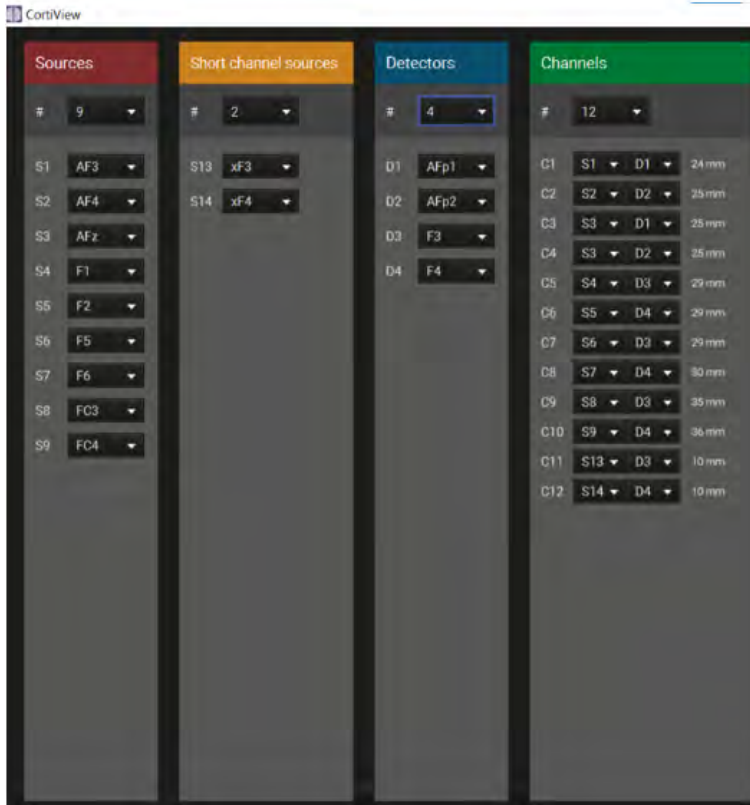 CortiView
Sources
# 9
S1 AF3
S2 AF4
S3 AFz
S4 F1
S5 F2
S6 F5
S7 F6
S8 FC3
S9 FC4
Short channel sources
# 2
S13 xF3
S14 xF4
Detectors
# 4
D1 AFp1
D2 AFp2
D3 F3
D4 F4
Channels
# 12
C1 S1 D1 24 mm
C2 S2 D2 25 mm
C3 S3 D1 25 mm
C4 S3 D2 25 mm
C5 S4 D3 29 mm
C6 S5 D4 29 mm
C7 S6 D3 29 mm
C8 S7 D4 30 mm
C9 S8 D3 35 mm
C10 S9 D4 36 mm
C11 S13 D3 10 mm
C12 S14 D4 10 mm